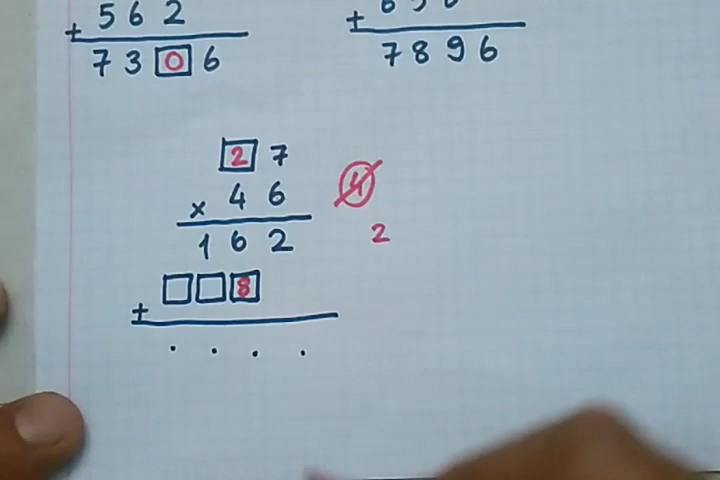 5 6 2
+
7 3 0 6
+
7 8 9 6
2 7
x 4 6
4
1 6 2
2
8
+
. . . .